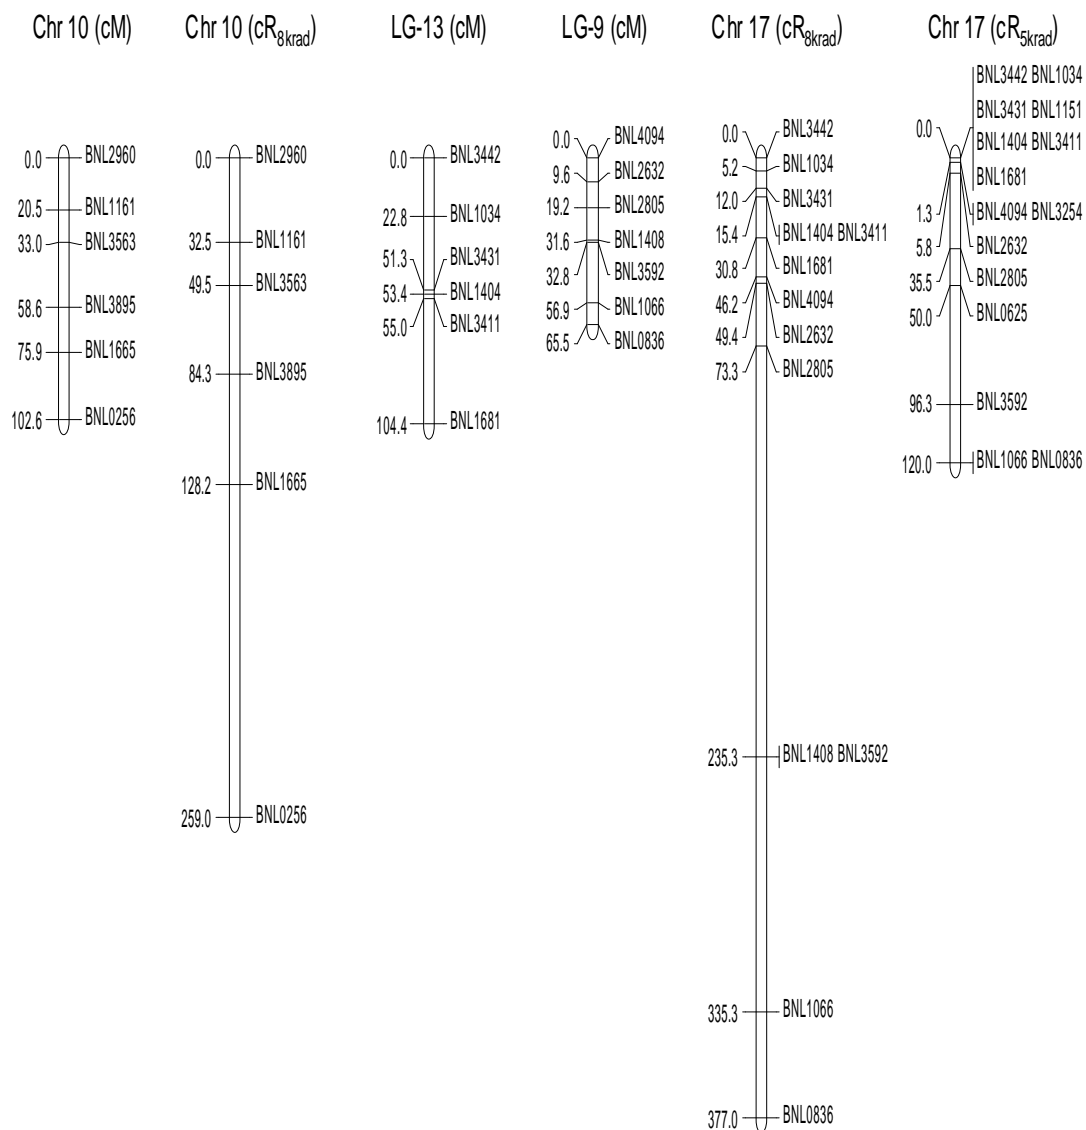 Chr 10 (cM)
0.0 BNL2960
20.5 BNL1161
33.0 BNL3563
58.6 BNL3895
75.9 BNL1665
102.6 BNL0256
Chr 10 (cR8krad)
0.0 BNL2960
32.5 BNL1161
49.5 BNL3563
84.3 BNL3895
128.2 BNL1665
259.0 BNL0256
LG-13 (cM)
0.0 BNL3442
22.8 BNL1034
51.3 BNL3431
53.4 BNL1404
55.0 BNL3411
104.4 BNL1681
LG-9 (cM)
0.0 BNL4094
9.6 BNL2632
19.2 BNL2805
31.6 BNL1408
32.8 BNL3592
56.9 BNL1066
65.5 BNL0836
Chr 17 (cR8krad)
0.0 BNL3442
5.2 BNL1034
12.0 BNL3431
15.4 BNL1404 BNL3411
30.8 BNL1681
46.2 BNL4094
49.4 BNL2632
73.3 BNL2805
235.3 BNL1408 BNL3592
335.3 BNL1066
377.0 BNL0836
Chr 17 (cR5krad)
BNL3442 BNL1034
BNL3431 BNL1151
0.0 BNL1404 BNL3411
BNL1681
1.3 BNL4094 BNL3254
5.8 BNL2632
35.5 BNL2805
50.0 BNL0625
96.3 BNL3592
120.0 BNL1066 BNL0836